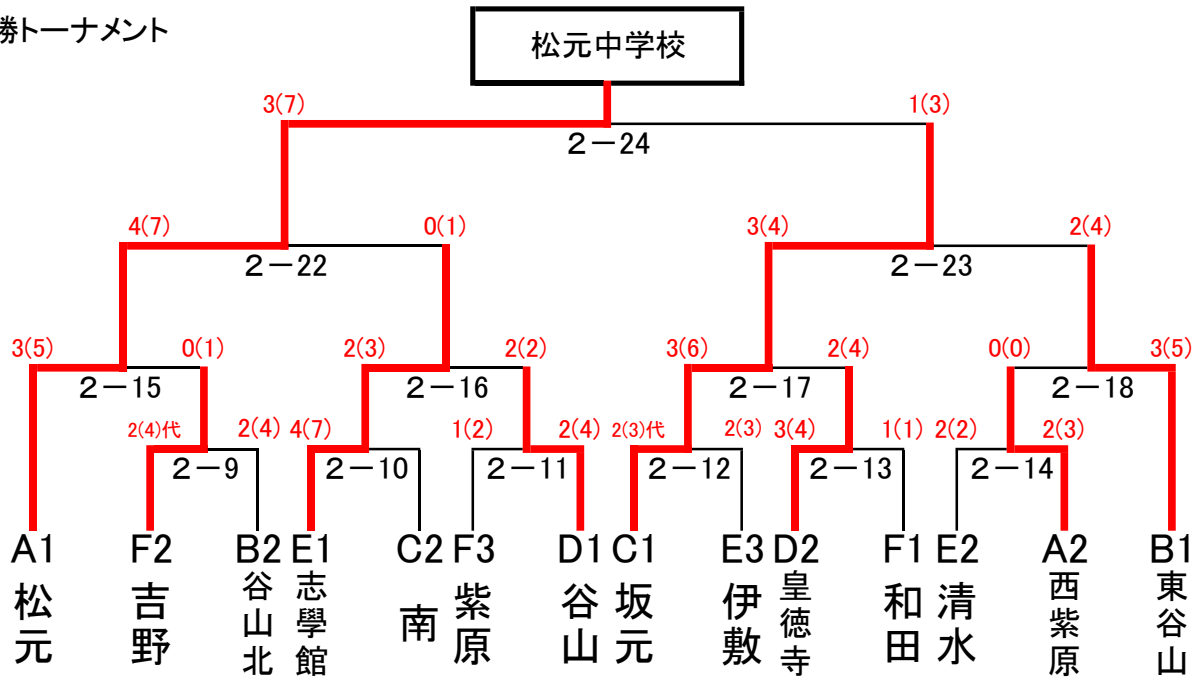 勝トーナメント
松元中学校
3(7) 1(3)
2-24
4(7) 0(1) 3(4) 2(4)
2-22 2-23
3(5) 0(1) 2(3) 2(2) 3(6) 2(4) 0(0) 3(5)
2-15 2-16 2-17 2-18
2(4)代 2(4) 4(7) 1(2) 2(4) 2(3)代 2(3) 3(4) 1(1) 2(2) 2(3)
2-9 2-10 2-11 2-12 2-13 2-14
A1 F2 B2 E1 C2 F3 D1 C1 E3 D2 F1 E2 A2 B1
松元 吉野 谷山北 志學館 南 紫原 谷山 坂元 伊敷 皇徳寺 和田 清水 西紫原 東谷山